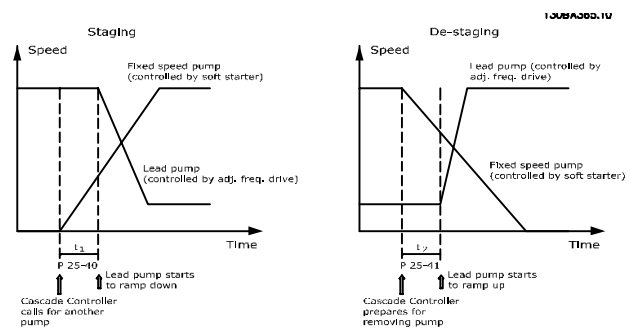 130BA365.10
Staging
Speed
Fixed speed pump
(controlled by soft starter)
Lead pump
(controlled by adj. freq. drive)
Time
t1
P 25-40
Lead pump starts
to ramp down
Cascade Controller
calls for another
pump
De-staging
Speed
Lead pump (controlled by
adj. freq. drive)
Fixed speed pump
(controlled by soft starter)
Time
t2
P 25-41
Lead pump starts
to ramp up
Cascade Controller
prepares for
removing pump